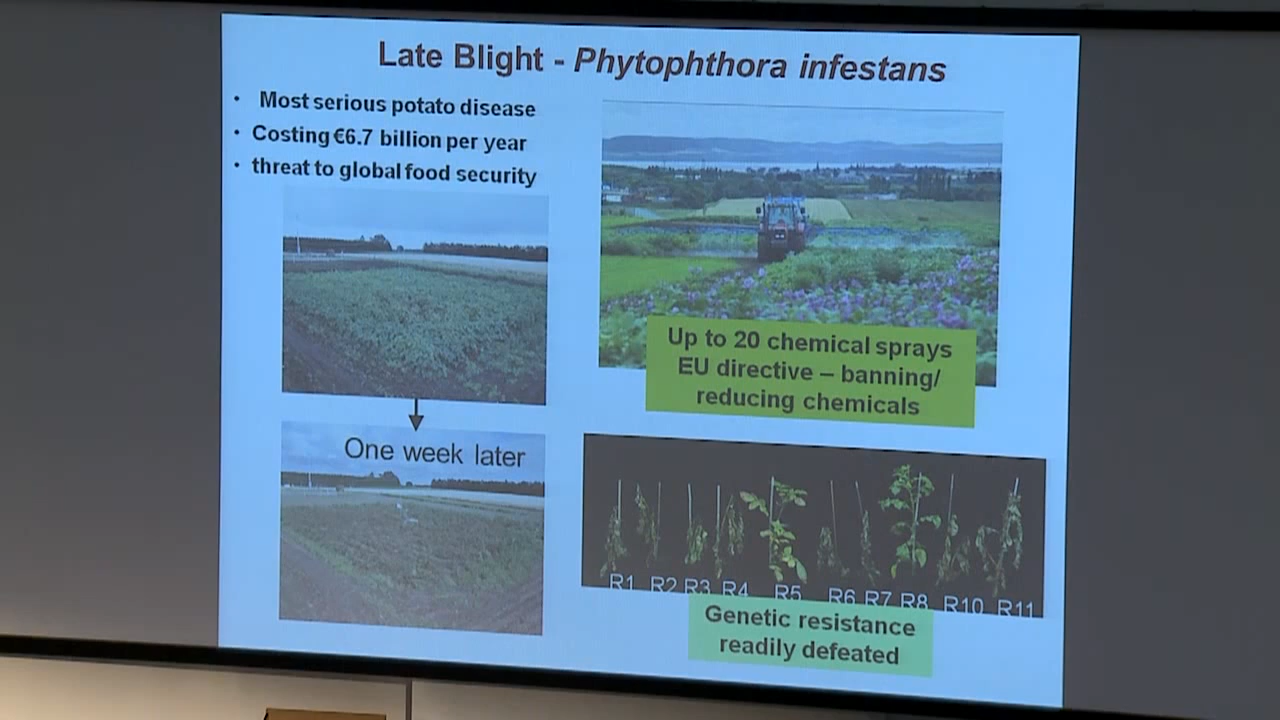 Late Blight - Phytophthora infestans
• Most serious potato disease
• Costing €6.7 billion per year
• threat to global food security
Up to 20 chemical sprays
EU directive – banning/
reducing chemicals
One week later
R1 R2 R3 R4 R5 R6 R7 R8 R10 R11
Genetic resistance
readily defeated